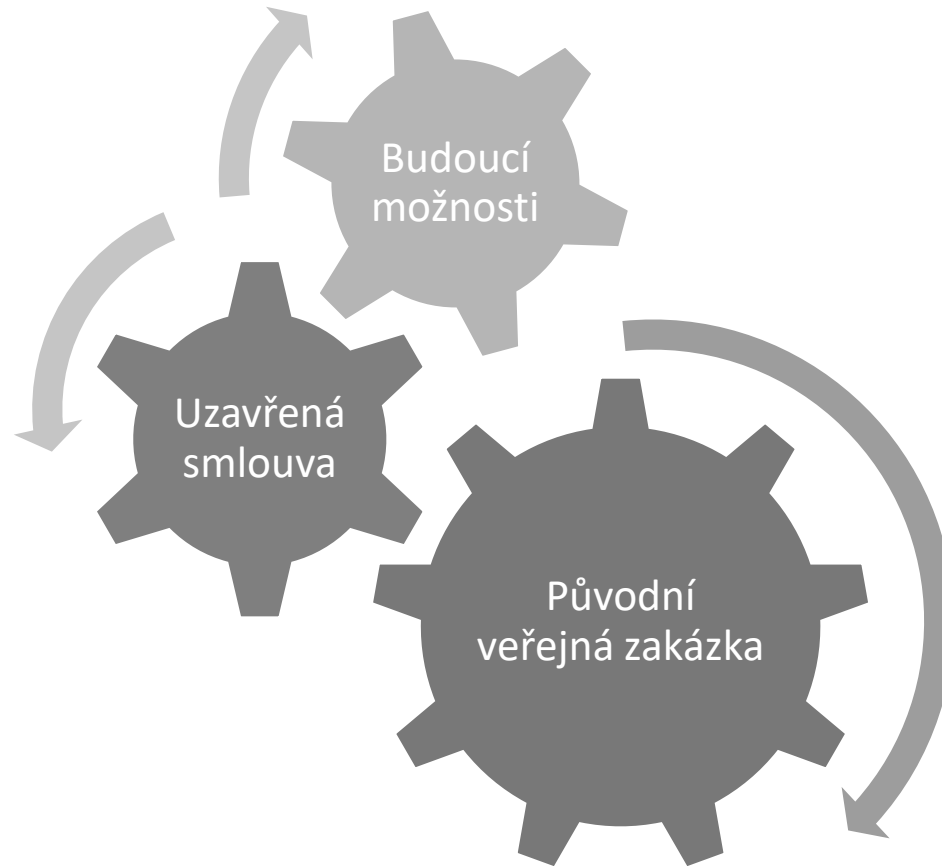 Budoucí
možnosti
Uzavřená
smlouva
Původní
veřejná zakázka